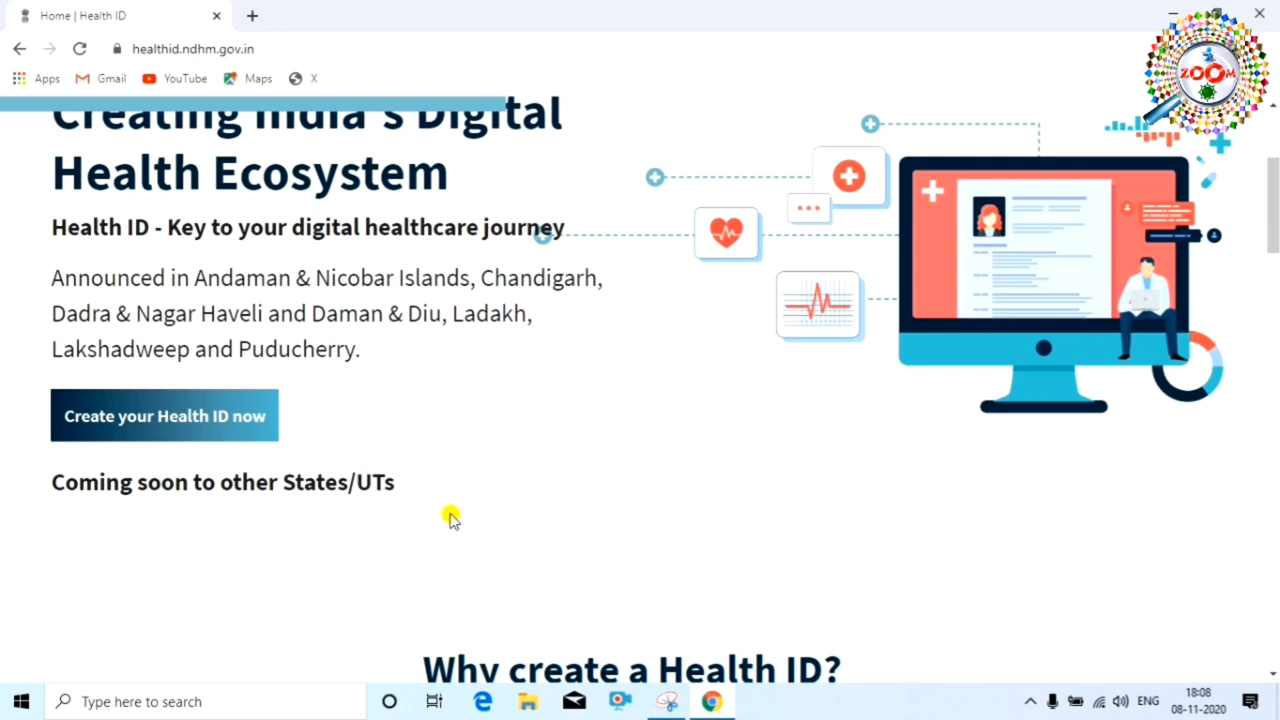 Home | Health ID
healthid.ndhm.gov.in
Apps
Gmail
YouTube
Maps
X
ZOOM
Creating India's Digital
Health Ecosystem
Health ID - Key to your digital healthcare journey
Announced in Andaman & Nicobar Islands, Chandigarh,
Dadra & Nagar Haveli and Daman & Diu, Ladakh,
Lakshadweep and Puducherry.
Create your Health ID now
Coming soon to other States/UTs
Why create a Health ID?
Type here to search
ENG
18:08
08-11-2020